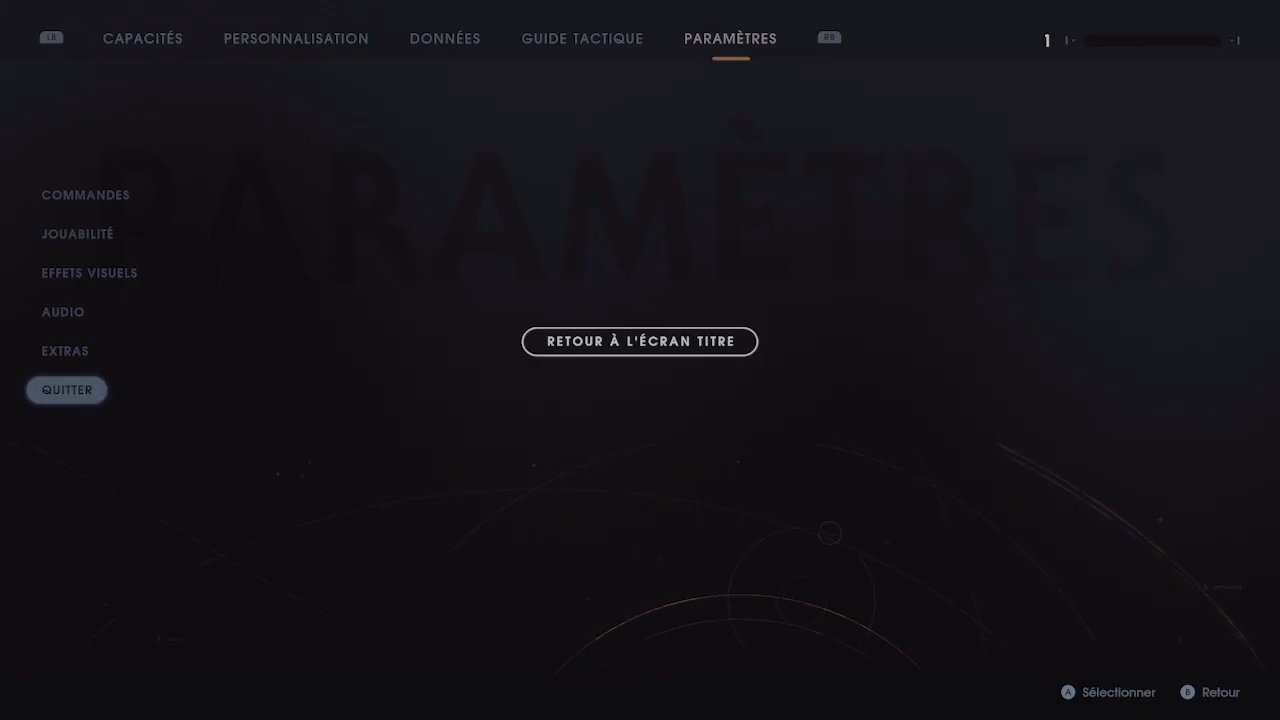 LB CAPACITÉS PERSONNALISATION DONNÉES GUIDE TACTIQUE PARAMÈTRES RB 1
PARAMÈTRES
COMMANDES
JOUABILITÉ
EFFETS VISUELS
AUDIO
EXTRAS
QUITTER
RETOUR À L'ÉCRAN TITRE
A Sélectionner B Retour